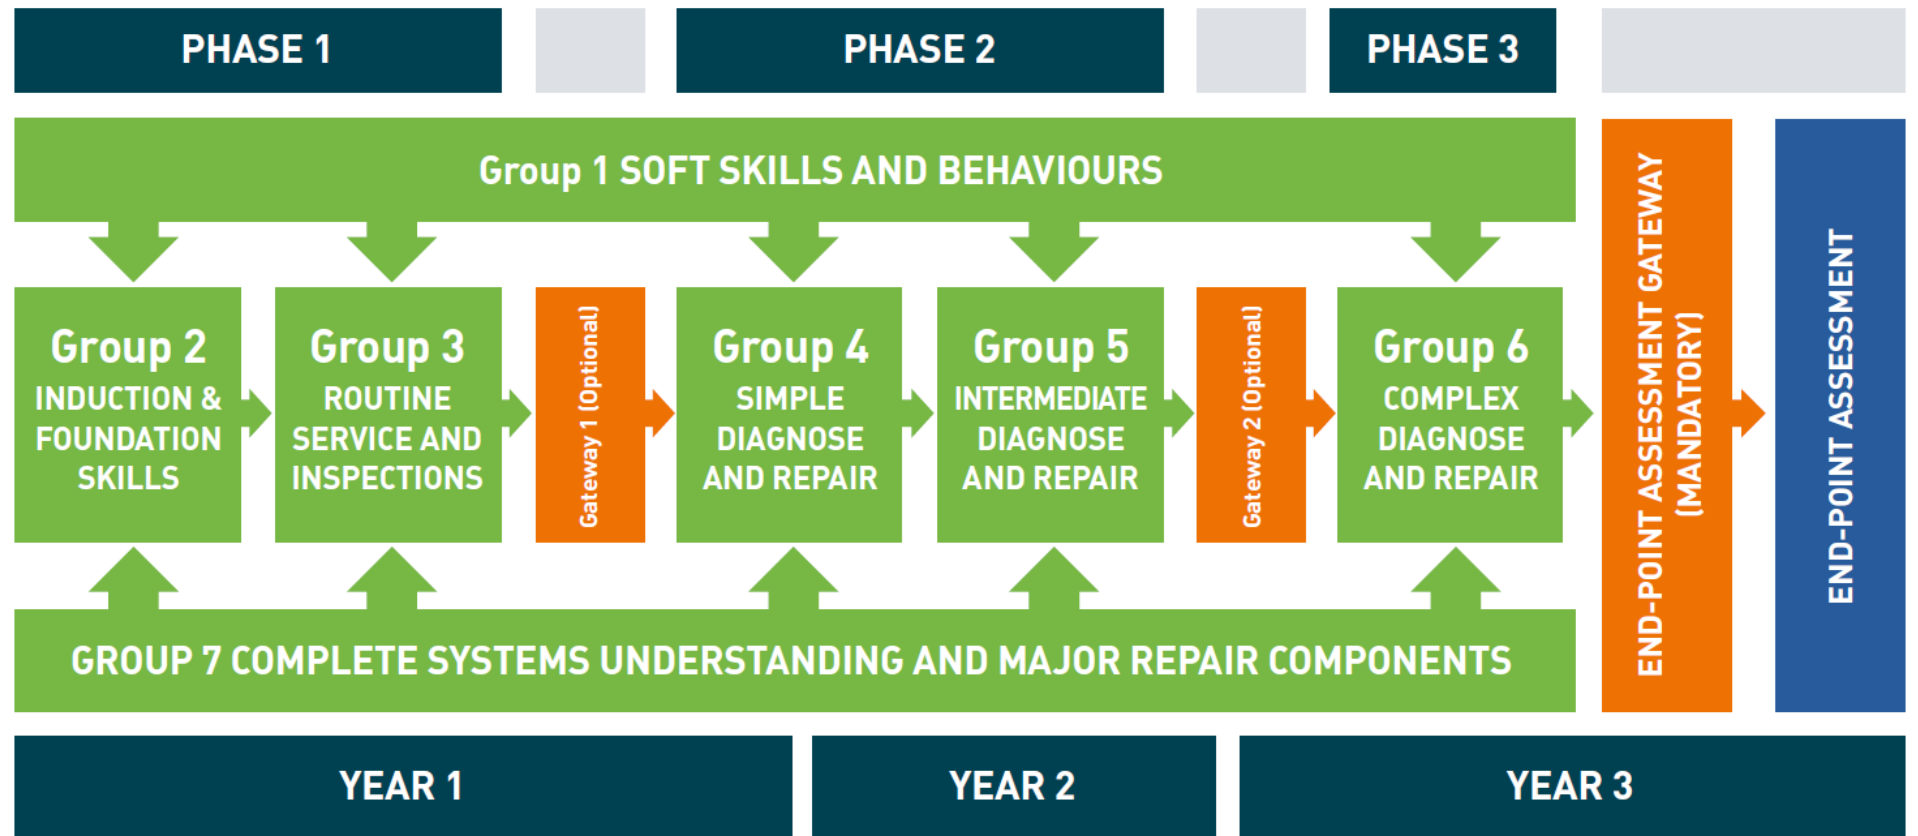 PHASE 1
PHASE 2
PHASE 3
Group 1 SOFT SKILLS AND BEHAVIOURS
Group 2
INDUCTION &
FOUNDATION
SKILLS
Group 3
ROUTINE
SERVICE AND
INSPECTIONS
Gateway 1 (Optional)
Group 4
SIMPLE
DIAGNOSE
AND REPAIR
Group 5
INTERMEDIATE
DIAGNOSE
AND REPAIR
Gateway 2 (Optional)
Group 6
COMPLEX
DIAGNOSE
AND REPAIR
END-POINT ASSESSMENT GATEWAY
(MANDATORY)
END-POINT ASSESSMENT
GROUP 7 COMPLETE SYSTEMS UNDERSTANDING AND MAJOR REPAIR COMPONENTS
YEAR 1
YEAR 2
YEAR 3